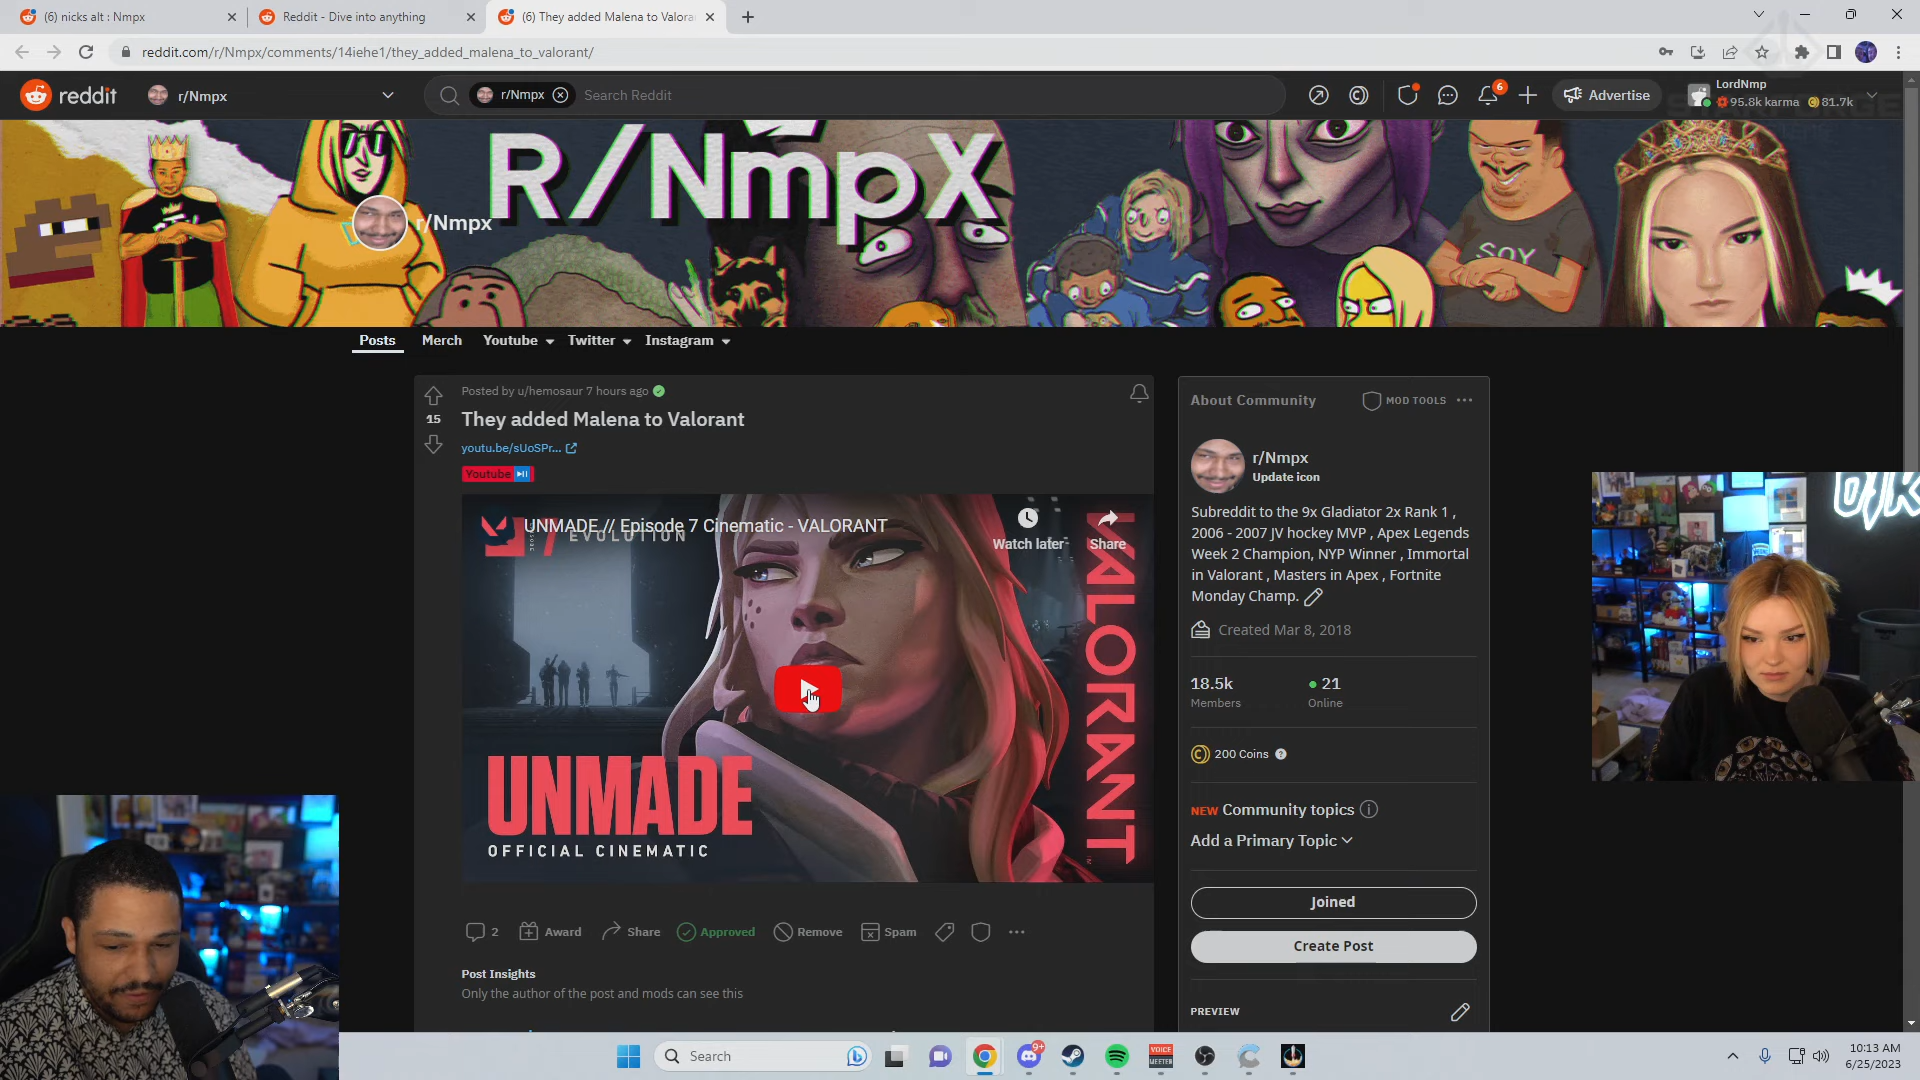 (6) nicks alt : Nmpx
Reddit - Dive into anything
(6) They added Malena to Valora
reddit.com/r/Nmpx/comments/14iehe1/they_added_malena_to_valorant/
reddit
r/Nmpx
r/Nmpx
Search Reddit
6
Advertise
LordNmp
95.8k karma
81.7k
R/NmpX
r/Nmpx
SOY
Posts
Merch
Youtube
Twitter
Instagram
Posted by u/hemosaur 7 hours ago
15
They added Malena to Valorant
youtu.be/sUoSPr...
Youtube
UNMADE // Episode 7 Cinematic - VALORANT
EVOLUTION
Watch later
Share
VALORANT
UNMADE
OFFICIAL CINEMATIC
2
Award
Share
Approved
Remove
Spam
Post Insights
Only the author of the post and mods can see this
About Community
MOD TOOLS
r/Nmpx
Update icon
Subreddit to the 9x Gladiator 2x Rank 1 ,
2006 - 2007 JV hockey MVP , Apex Legends
Week 2 Champion, NYP Winner , Immortal
in Valorant , Masters in Apex , Fortnite
Monday Champ.
Created Mar 8, 2018
18.5k
Members
21
Online
200 Coins
NEW Community topics
Add a Primary Topic
Joined
Create Post
PREVIEW
Search
9+
VOICE
MEETER
10:13 AM
6/25/2023